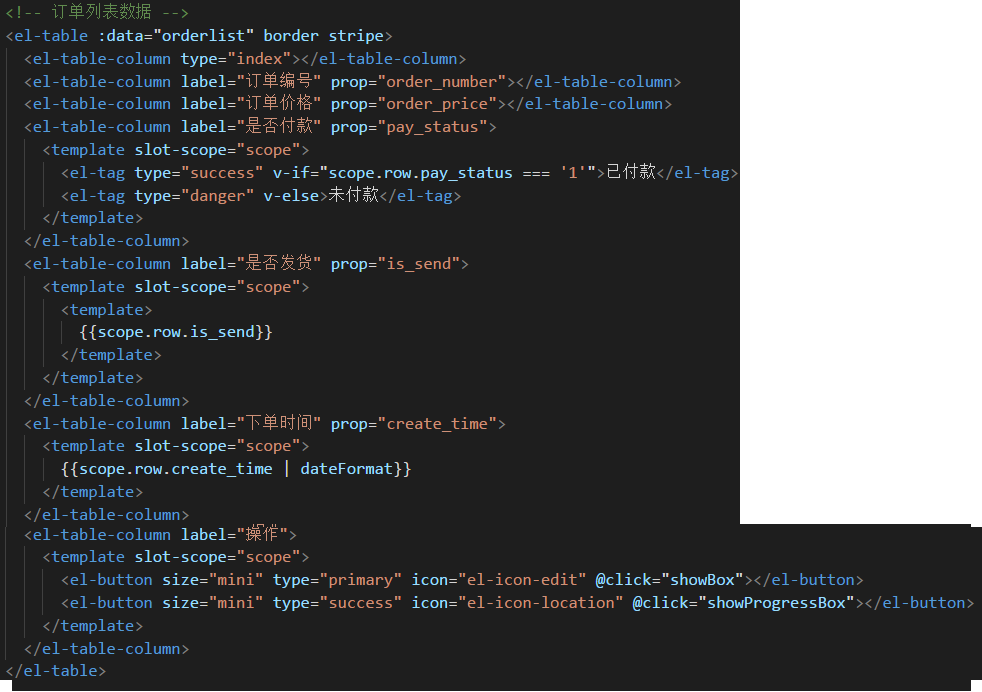 <!-- 订单列表数据 -->
<el-table :data="orderlist" border stripe>
  <el-table-column type="index"></el-table-column>
  <el-table-column label="订单编号" prop="order_number"></el-table-column>
  <el-table-column label="订单价格" prop="order_price"></el-table-column>
  <el-table-column label="是否付款" prop="pay_status">
    <template slot-scope="scope">
      <el-tag type="success" v-if="scope.row.pay_status === '1'">已付款</el-tag>
      <el-tag type="danger" v-else>未付款</el-tag>
    </template>
  </el-table-column>
  <el-table-column label="是否发货" prop="is_send">
    <template slot-scope="scope">
      <template>
        {{scope.row.is_send}}
      </template>
    </template>
  </el-table-column>
  <el-table-column label="下单时间" prop="create_time">
    <template slot-scope="scope">
      {{scope.row.create_time | dateFormat}}
    </template>
  </el-table-column>
  <el-table-column label="操作">
    <template slot-scope="scope">
      <el-button size="mini" type="primary" icon="el-icon-edit" @click="showBox"></el-button>
      <el-button size="mini" type="success" icon="el-icon-location" @click="showProgressBox"></el-button>
    </template>
  </el-table-column>
</el-table>